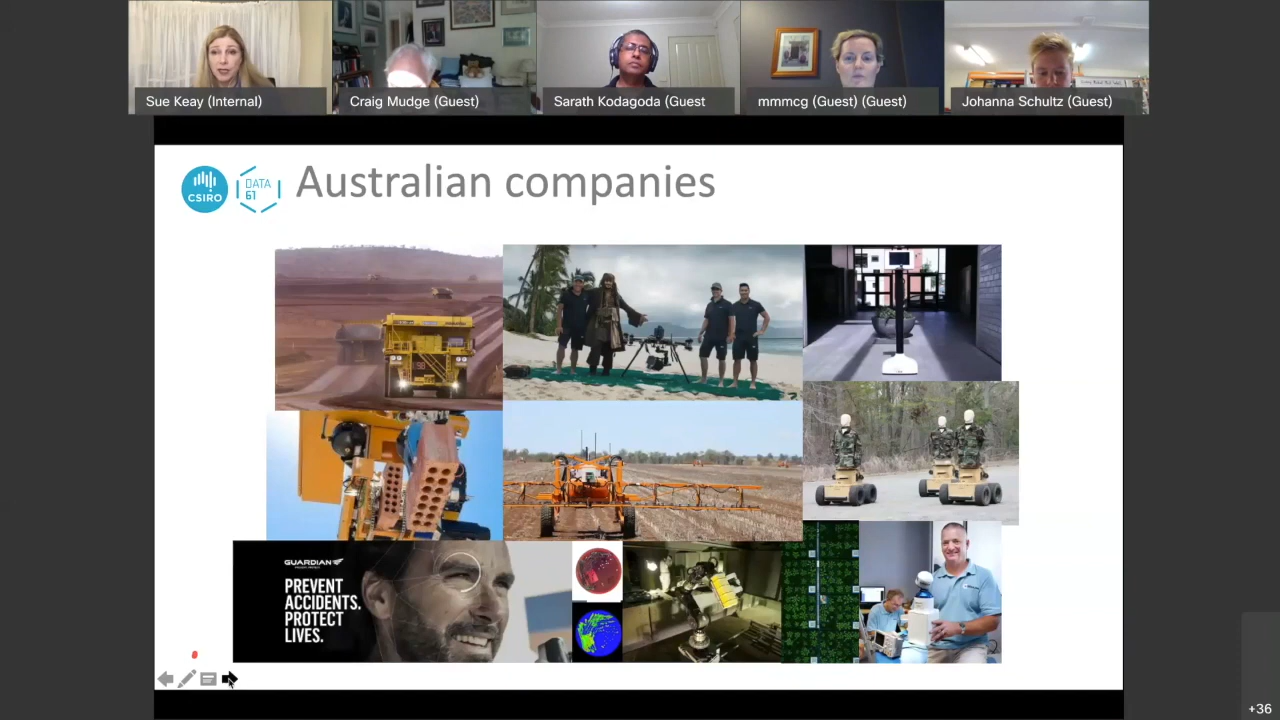 Sue Keay (Internal)
Craig Mudge (Guest)
Sarath Kodagoda (Guest
mmmcg (Guest) (Guest)
Johanna Schultz (Guest)
CSIRO
DATA
61
Australian companies
GUARDIAN
PREVENT
ACCIDENTS.
PROTECT
LIVES.
+36